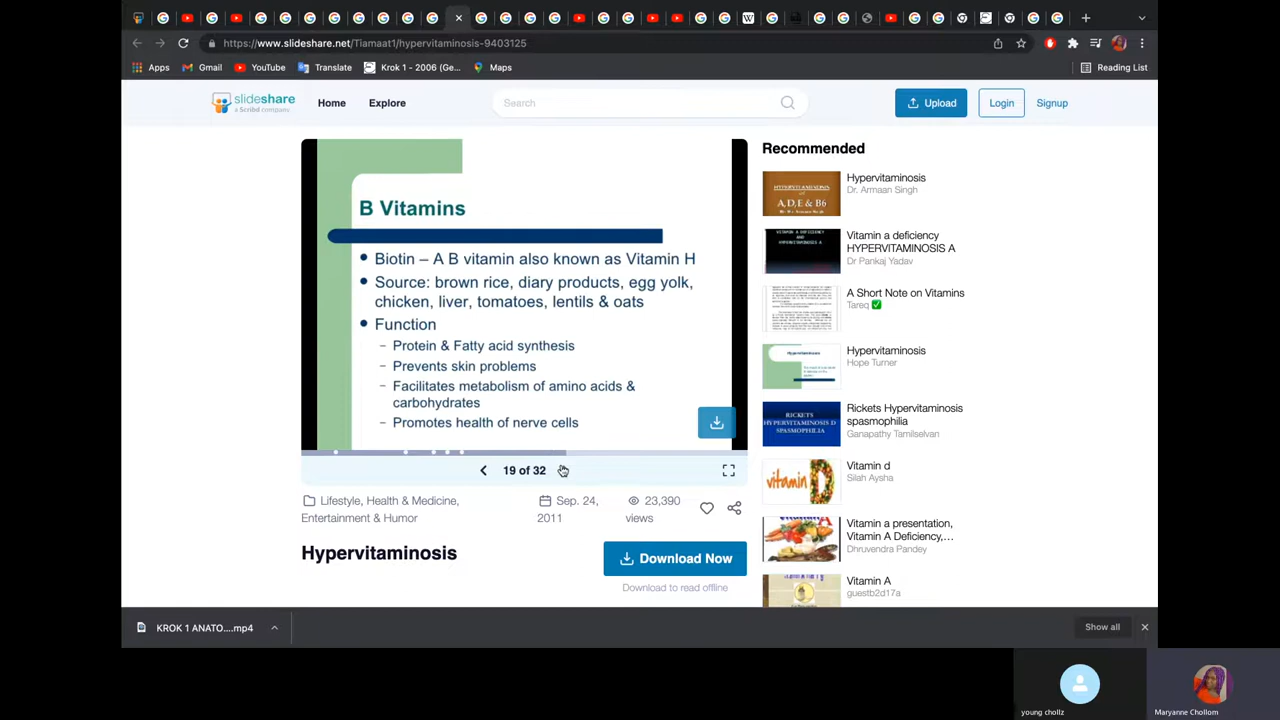 https://www.slideshare.net/Tiamaat1/hypervitaminosis-9403125
Apps Gmail YouTube Translate Krok 1 - 2006 (Ge... Maps Reading List
slideshare
a Scribd company
Home Explore Search Upload Login Signup
B Vitamins
Biotin – A B vitamin also known as Vitamin H
Source: brown rice, diary products, egg yolk,
chicken, liver, tomatoes, lentils & oats
Function
– Protein & Fatty acid synthesis
– Prevents skin problems
– Facilitates metabolism of amino acids &
carbohydrates
– Promotes health of nerve cells
19 of 32
Lifestyle, Health & Medicine,
Entertainment & Humor
Sep. 24,
2011
23,390
views
Hypervitaminosis
Download Now
Download to read offline
Recommended
Hypervitaminosis
Dr. Armaan Singh
A,D,E & B6
Vitamin a deficiency
HYPERVITAMINOSIS A
Dr Pankaj Yadav
A Short Note on Vitamins
Tareq
Hypervitaminosis
Hope Turner
RICKETS
HYPERVITAMINOSIS D
SPASMOPHILIA
Rickets Hypervitaminosis
spasmophilia
Ganapathy Tamilselvan
vitamin D
Vitamin d
Silah Aysha
Vitamin a presentation,
Vitamin A Deficiency,...
Dhruvendra Pandey
Vitamin A
guestb2d17a
KROK 1 ANATO....mp4
Show all
young chollz
Maryanne Chollom